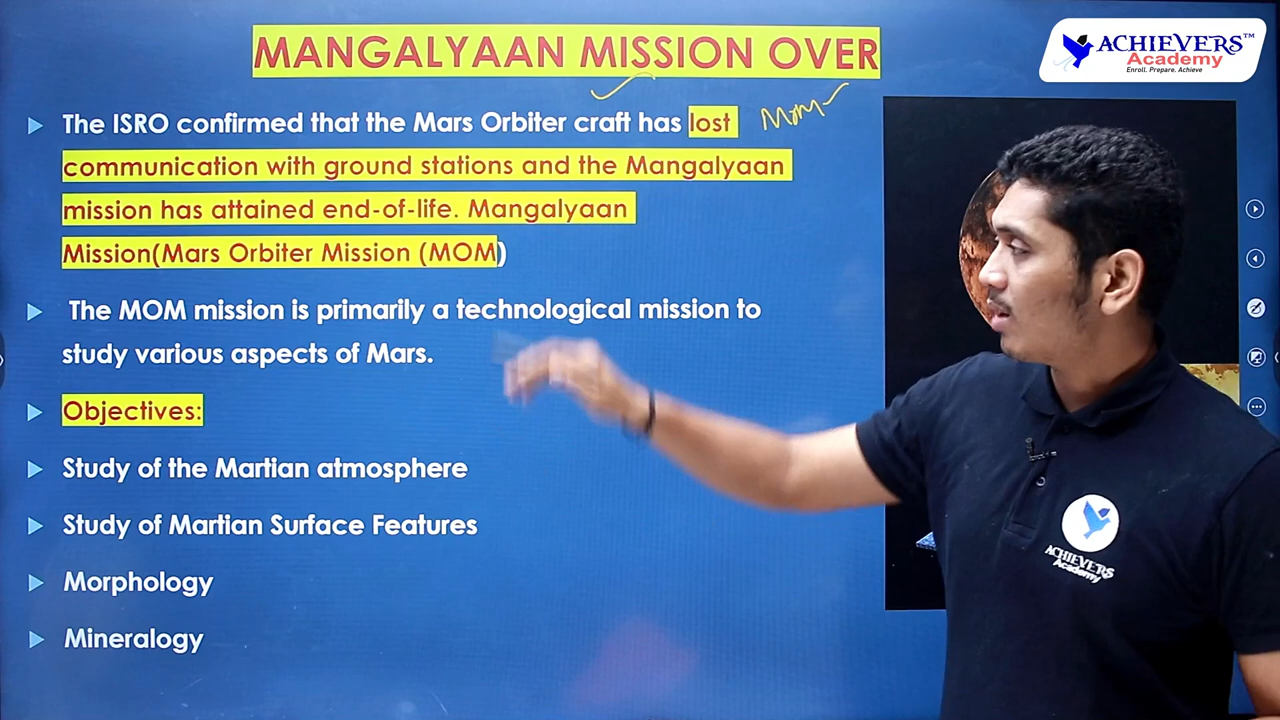 MANGALYAAN MISSION OVER
ACHIEVERS™
Academy
Enroll. Prepare. Achieve
The ISRO confirmed that the Mars Orbiter craft has lost
mom
communication with ground stations and the Mangalyaan
mission has attained end-of-life. Mangalyaan
Mission(Mars Orbiter Mission (MOM)
The MOM mission is primarily a technological mission to
study various aspects of Mars.
Objectives:
Study of the Martian atmosphere
Study of Martian Surface Features
Morphology
Mineralogy
ACHIEVERS
Academy